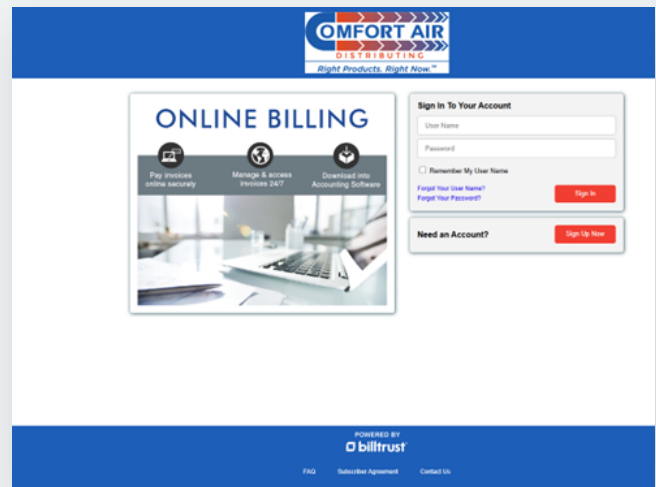 COMFORT AIR
DISTRIBUTING
Right Products. Right Now.™
ONLINE BILLING
Pay invoices
online securely
Manage & access
invoices 24/7
Download into
Accounting Software
Sign In To Your Account
User Name
Password
Remember My User Name
Forgot Your User Name?
Forgot Your Password?
Sign In
Need an Account?
Sign Up Now
POWERED BY
billtrust
FAQ Subscriber Agreement Contact Us